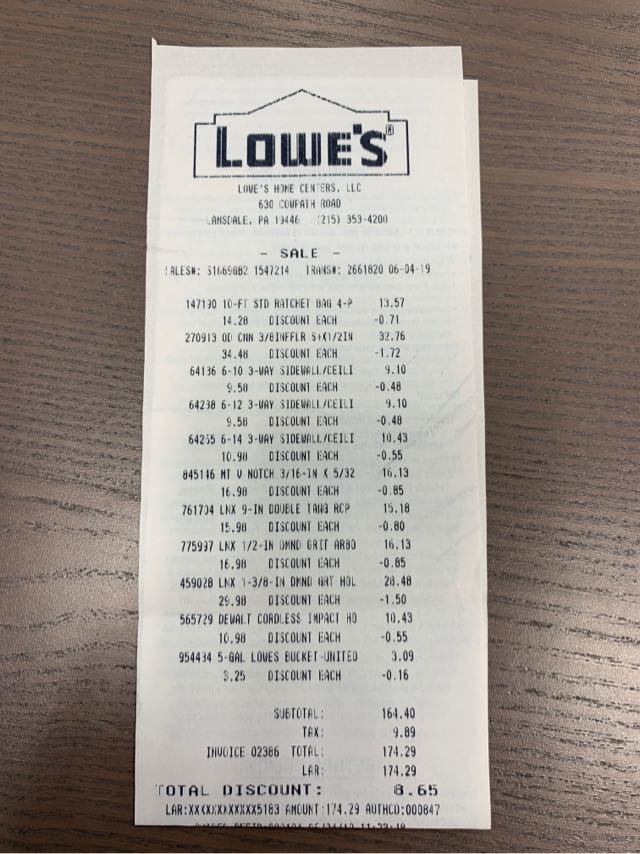 LOWE'S®
LOWE'S HOME CENTERS, LLC
630 COWPATH ROAD
LANSDALE, PA 19446 (215) 353-4200
- SALE -
SALES#: S1669GB2 1547214 TRANS#: 2661820 06-04-19
147190 10-FT STD RATCHET BAG 4-P 13.57
14.28 DISCOUNT EACH -0.71
270913 OD CNN 3/8INFFLR S+X1/2IN 32.76
34.48 DISCOUNT EACH -1.72
64136 6-10 3-WAY SIDEWALL/CEILI 9.10
9.58 DISCOUNT EACH -0.48
64238 6-12 3-WAY SIDEWALL/CEILI 9.10
9.58 DISCOUNT EACH -0.48
64255 6-14 3-WAY SIDEWALL/CEILI 10.43
10.98 DISCOUNT EACH -0.55
845146 MT V NOTCH 3/16-IN X 5/32 16.13
16.98 DISCOUNT EACH -0.85
761704 LNX 9-IN DOUBLE TANG RCP 15.18
15.98 DISCOUNT EACH -0.80
775997 LNX 1/2-IN DMND GRIT ARBO 16.13
16.98 DISCOUNT EACH -0.85
459028 LNX 1-3/8-IN DMND GRT HOL 28.48
29.98 DISCOUNT EACH -1.50
565729 DEWALT CORDLESS IMPACT HO 10.43
10.98 DISCOUNT EACH -0.55
954434 5-GAL LOWES BUCKET-UNITED 3.09
3.25 DISCOUNT EACH -0.16
SUBTOTAL: 164.40
TAX: 9.89
INVOICE 02386 TOTAL: 174.29
LAR: 174.29
TOTAL DISCOUNT: 8.65
LAR:XXXXXXXXXXXX5183 AMOUNT:174.29 AUTHCD:000847